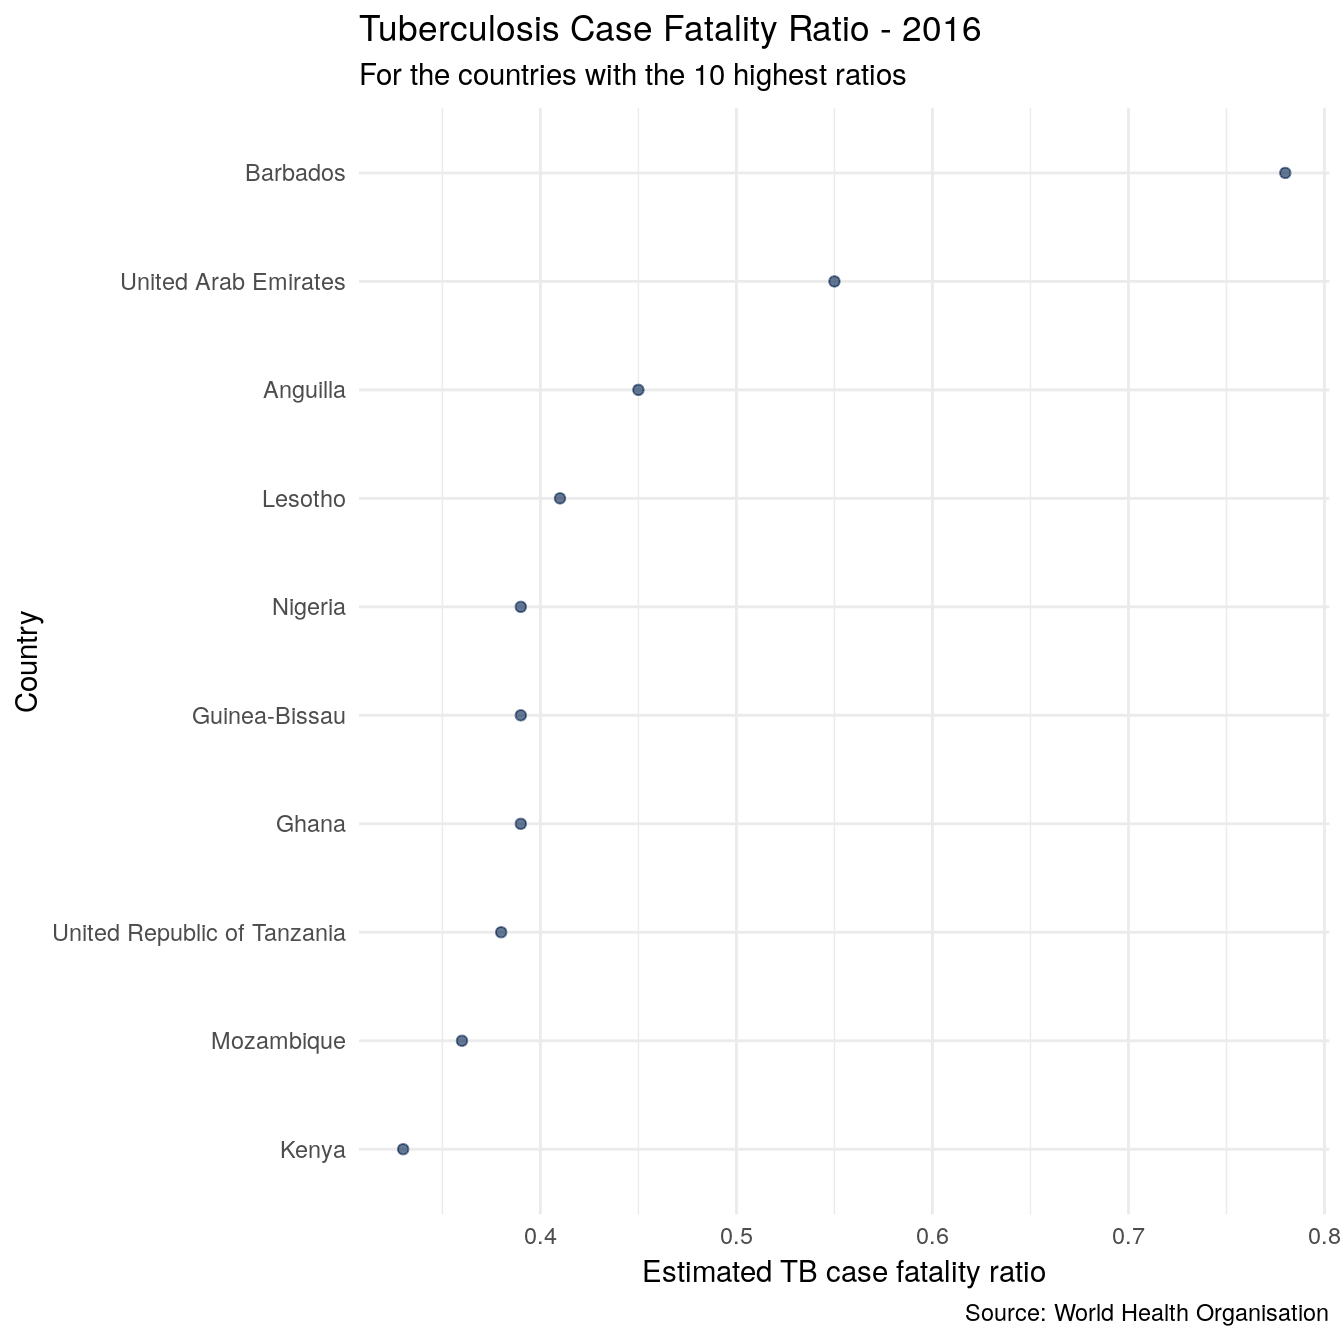 Tuberculosis Case Fatality Ratio - 2016
For the countries with the 10 highest ratios
Barbados
United Arab Emirates
Anguilla
Lesotho
Nigeria
Guinea-Bissau
Ghana
United Republic of Tanzania
Mozambique
Kenya
Country
0.4 0.5 0.6 0.7 0.8
Estimated TB case fatality ratio
Source: World Health Organisation